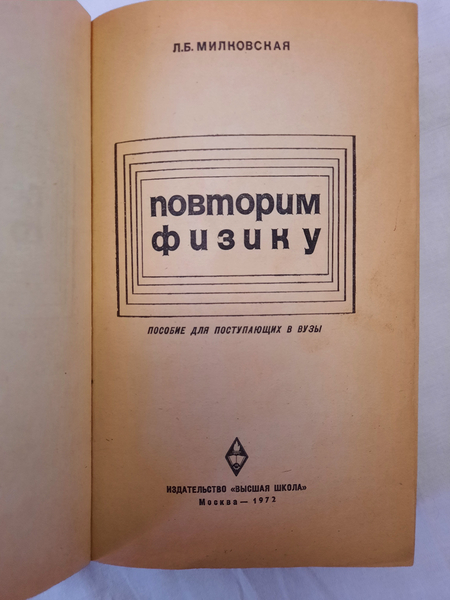 Л.Б. МИЛКОВСКАЯ
повторим
физику
ПОСОБИЕ ДЛЯ ПОСТУПАЮЩИХ В ВУЗЫ
ИЗДАТЕЛЬСТВО «ВЫСШАЯ ШКОЛА»
Москва — 1972